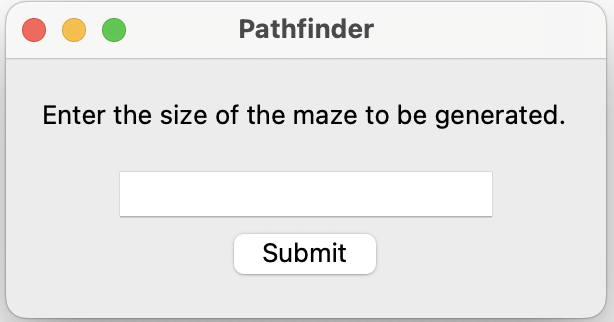 Pathfinder
Enter the size of the maze to be generated.
Submit